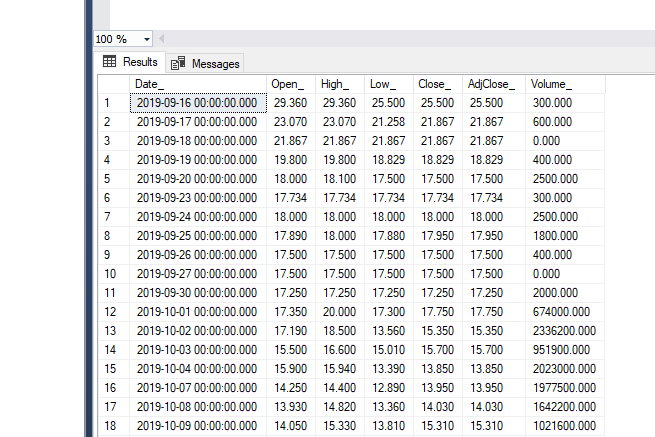 100 %
Results Messages
Date_ Open_ High_ Low_ Close_ AdjClose_ Volume_
1 2019-09-16 00:00:00.000 29.360 29.360 25.500 25.500 25.500 300.000
2 2019-09-17 00:00:00.000 23.070 23.070 21.258 21.867 21.867 600.000
3 2019-09-18 00:00:00.000 21.867 21.867 21.867 21.867 21.867 0.000
4 2019-09-19 00:00:00.000 19.800 19.800 18.829 18.829 18.829 400.000
5 2019-09-20 00:00:00.000 18.000 18.100 17.500 17.500 17.500 2500.000
6 2019-09-23 00:00:00.000 17.734 17.734 17.734 17.734 17.734 300.000
7 2019-09-24 00:00:00.000 18.000 18.000 18.000 18.000 18.000 2500.000
8 2019-09-25 00:00:00.000 17.890 18.000 17.880 17.950 17.950 1800.000
9 2019-09-26 00:00:00.000 17.500 17.500 17.500 17.500 17.500 400.000
10 2019-09-27 00:00:00.000 17.500 17.500 17.500 17.500 17.500 0.000
11 2019-09-30 00:00:00.000 17.250 17.250 17.250 17.250 17.250 2000.000
12 2019-10-01 00:00:00.000 17.350 20.000 17.300 17.750 17.750 674000.000
13 2019-10-02 00:00:00.000 17.190 18.500 13.560 15.350 15.350 2336200.000
14 2019-10-03 00:00:00.000 15.500 16.600 15.010 15.700 15.700 951900.000
15 2019-10-04 00:00:00.000 15.900 15.940 13.390 13.850 13.850 2023000.000
16 2019-10-07 00:00:00.000 14.250 14.400 12.890 13.950 13.950 1977500.000
17 2019-10-08 00:00:00.000 13.930 14.820 13.360 14.030 14.030 1642200.000
18 2019-10-09 00:00:00.000 14.050 15.330 13.810 15.310 15.310 1021600.000